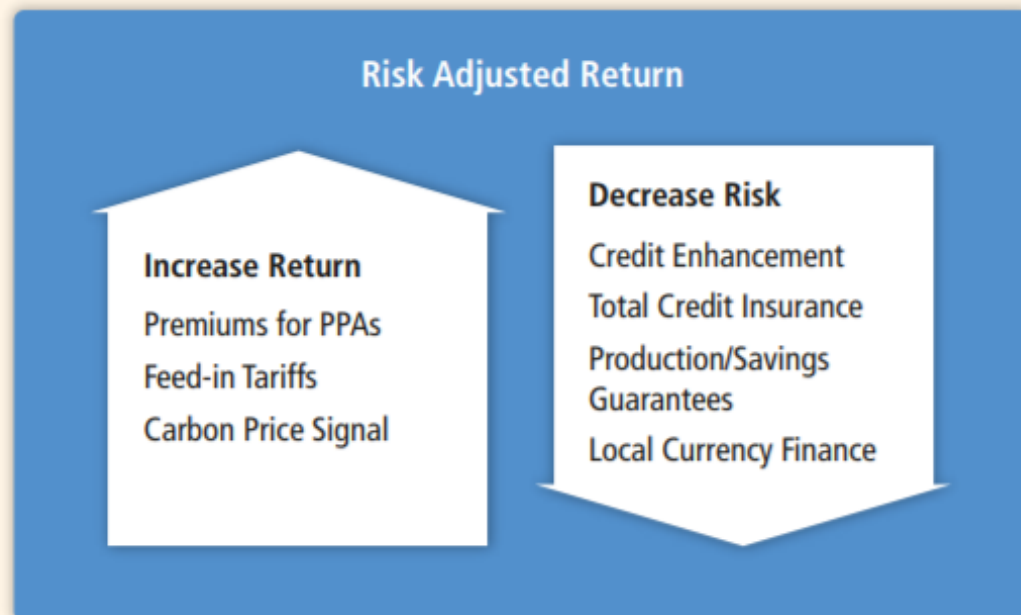 Risk Adjusted Return
Increase Return
Premiums for PPAs
Feed-in Tariffs
Carbon Price Signal
Decrease Risk
Credit Enhancement
Total Credit Insurance
Production/Savings
Guarantees
Local Currency Finance